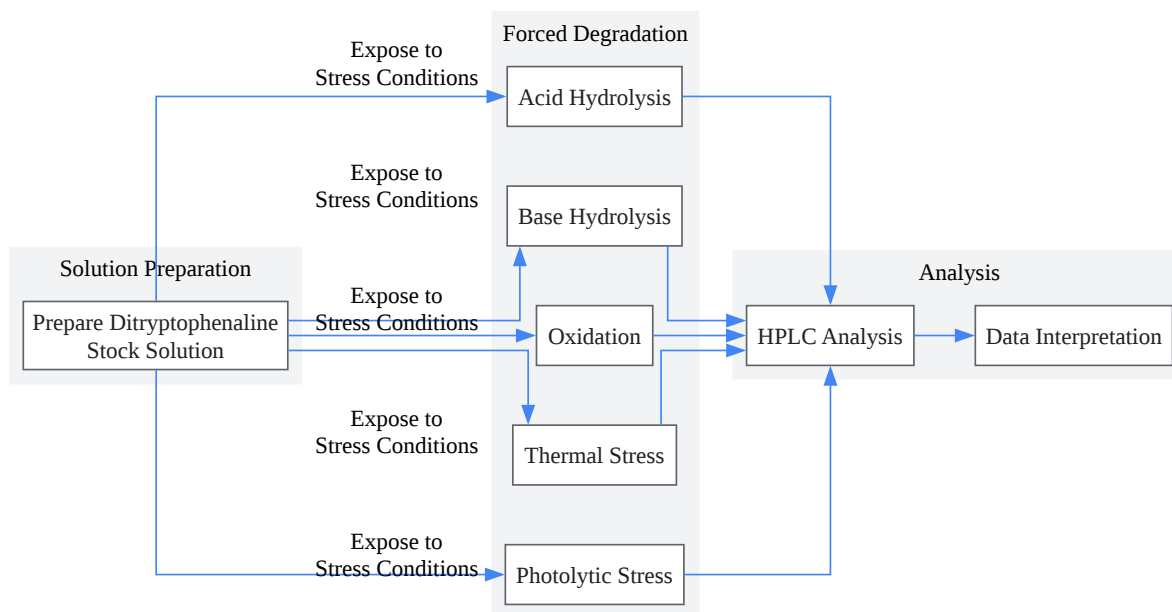 Forced Degradation
Expose to
Stress Conditions
Acid Hydrolysis
Expose to
Stress Conditions
Base Hydrolysis
Solution Preparation
Analysis
Prepare Ditryptophenaline
Stock Solution
Expose to
Stress Conditions
Oxidation
HPLC Analysis
Data Interpretation
Expose to
Stress Conditions
Thermal Stress
Expose to
Stress Conditions
Photolytic Stress